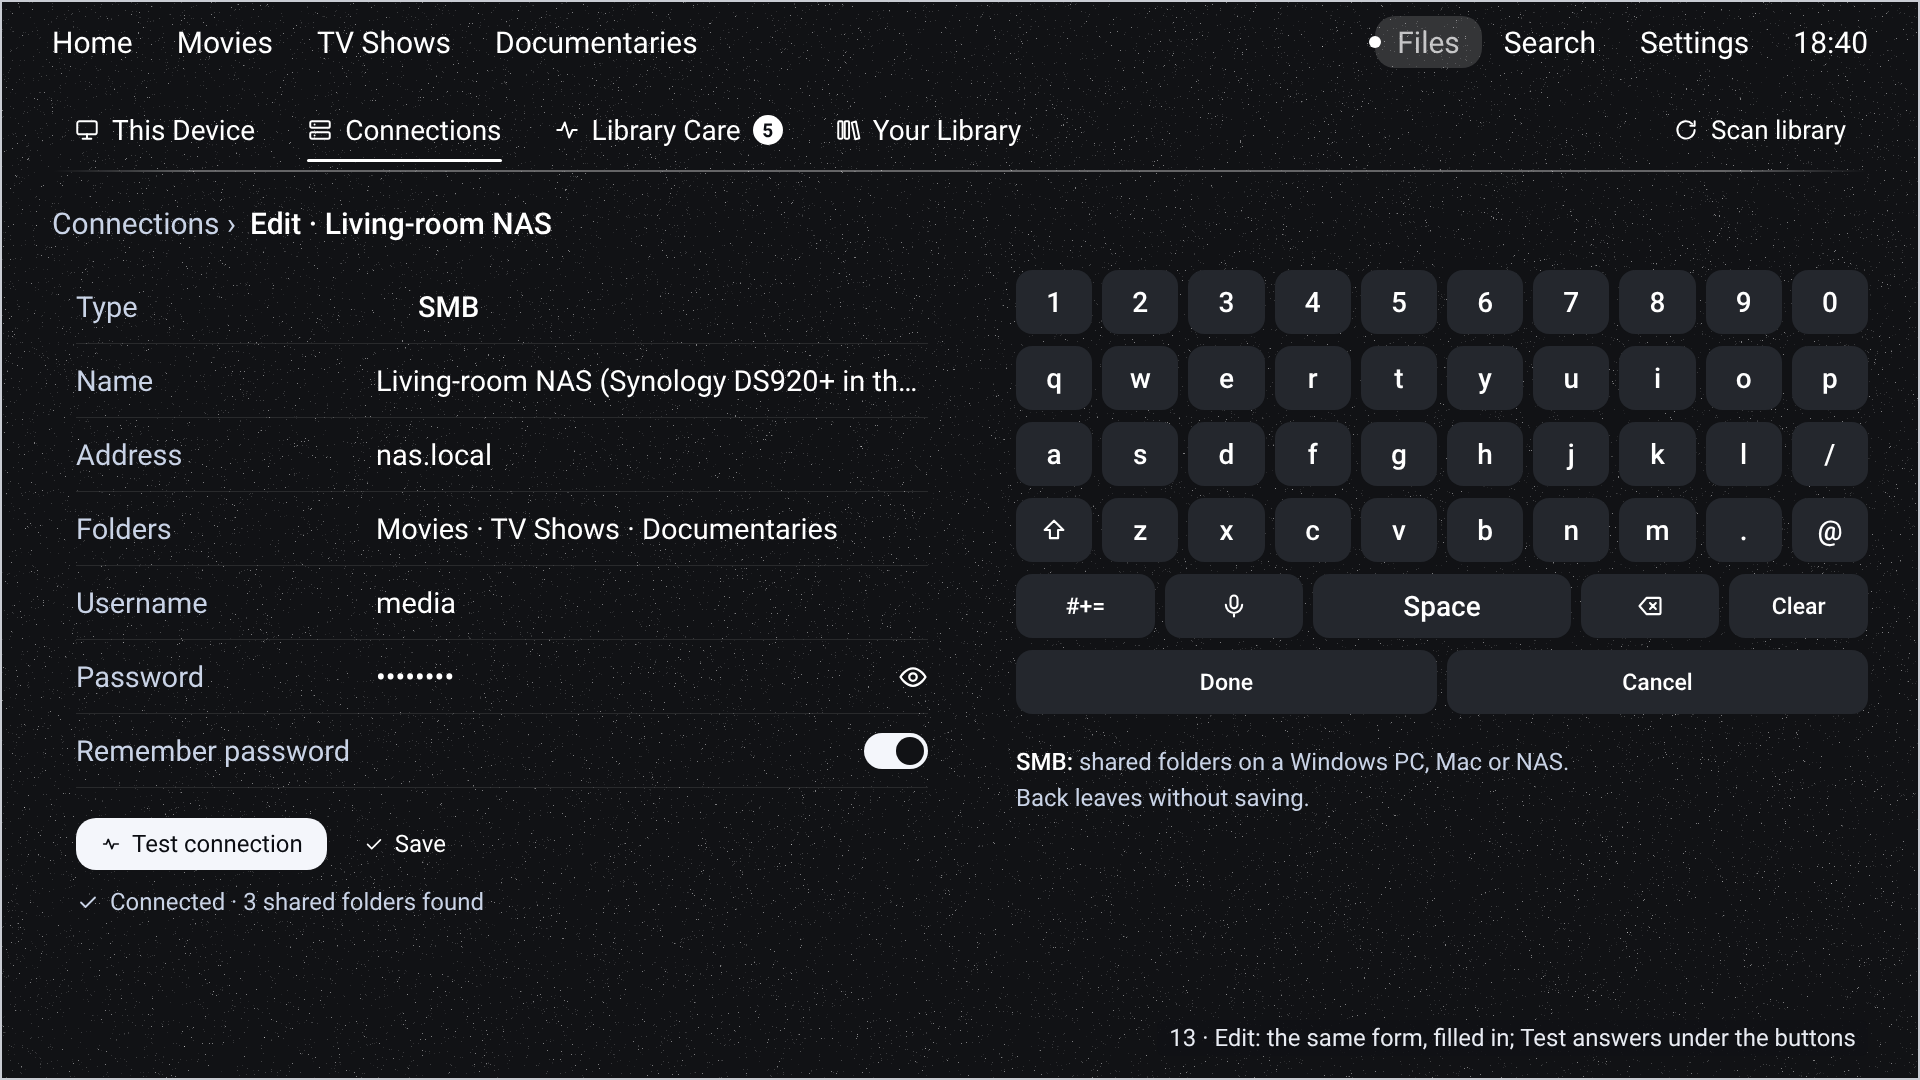 Home Movies TV Shows Documentaries Files Search Settings 18:40
This Device Connections Library Care 5 Your Library Scan library
Connections › Edit · Living-room NAS
Type SMB
Name Living-room NAS (Synology DS920+ in th…
Address nas.local
Folders Movies · TV Shows · Documentaries
Username media
Password ••••••••
Remember password
Test connection Save
Connected · 3 shared folders found
1 2 3 4 5 6 7 8 9 0
q w e r t y u i o p
a s d f g h j k l /
z x c v b n m . @
#+= Space Clear
Done Cancel
SMB: shared folders on a Windows PC, Mac or NAS.
Back leaves without saving.
13 · Edit: the same form, filled in; Test answers under the buttons